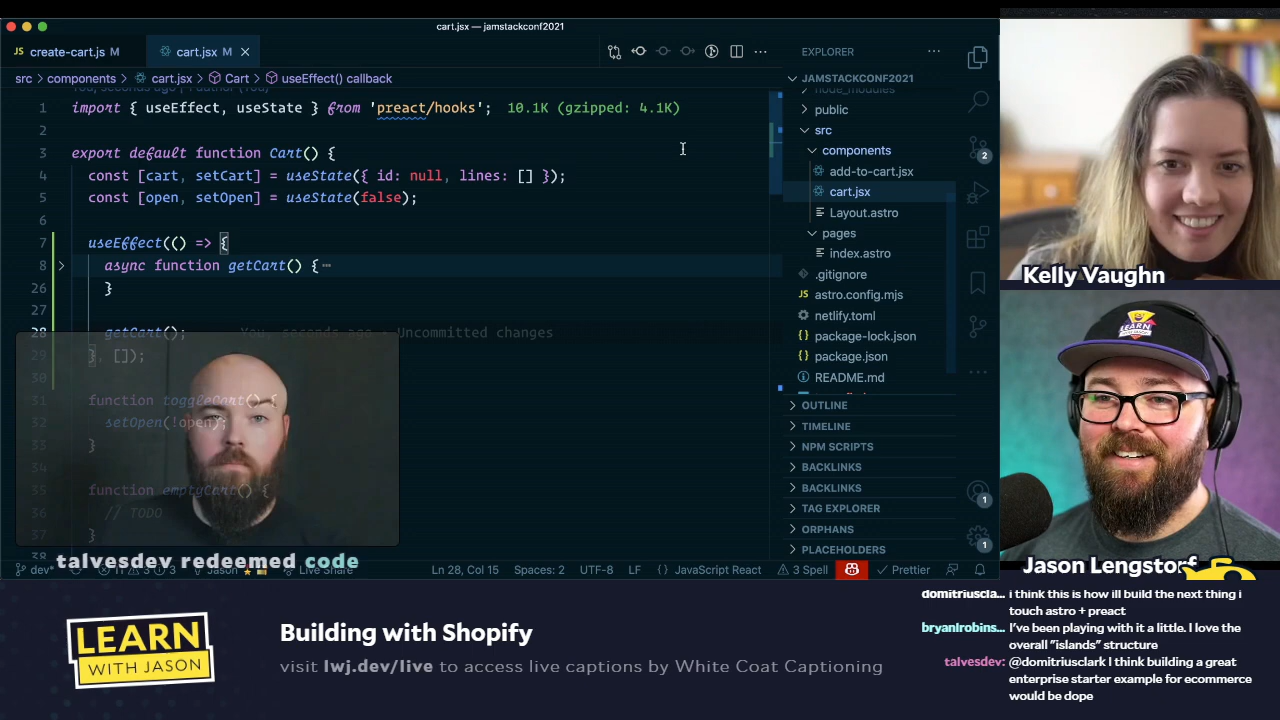 cart.jsx — jamstackconf2021
create-cart.js M
cart.jsx M
src > components > cart.jsx > Cart > useEffect() callback
1 import { useEffect, useState } from 'preact/hooks'; 10.1K (gzipped: 4.1K)
2
3 export default function Cart() {
4 const [cart, setCart] = useState({ id: null, lines: [] });
5 const [open, setOpen] = useState(false);
6
7 useEffect(() => {
8 async function getCart() {
26 }
27
28 getCart(); You, seconds ago • Uncommitted changes
29 }, []);
30
31 function toggleCart() {
32 setOpen(!open);
33 }
34
35 function emptyCart() {
36 // TODO
37 }
38
talvesdev redeemed code
dev*
Jason
Live Share
Ln 28, Col 15
Spaces: 2
UTF-8
LF
{ } JavaScript React
3 Spell
Prettier
EXPLORER
JAMSTACKCONF2021
node_modules
public
src
components
add-to-cart.jsx
cart.jsx
Layout.astro
pages
index.astro
.gitignore
astro.config.mjs
netlify.toml
package-lock.json
package.json
README.md
OUTLINE
TIMELINE
NPM SCRIPTS
BACKLINKS
BACKLINKS
TAG EXPLORER
ORPHANS
PLACEHOLDERS
2
1
1
Kelly Vaughn
LEARN
Jason Lengstorf
LEARN
WITH JASON
Building with Shopify
visit lwj.dev/live to access live captions by White Coat Captioning
domitriuscla... i think this is how ill build the next thing i
touch astro + preact
bryanlrobins... I've been playing with it a little. I love the
overall "islands" structure
talvesdev: @domitriusclark I think building a great
enterprise starter example for ecommerce
would be dope